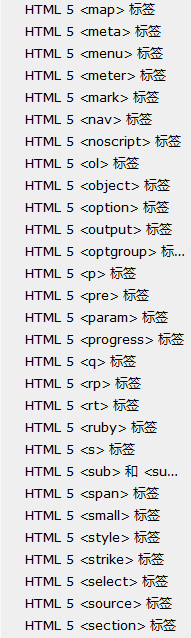 HTML 5 <map> 标签
HTML 5 <meta> 标签
HTML 5 <menu> 标签
HTML 5 <meter> 标签
HTML 5 <mark> 标签
HTML 5 <nav> 标签
HTML 5 <noscript> 标签
HTML 5 <ol> 标签
HTML 5 <object> 标签
HTML 5 <option> 标签
HTML 5 <output> 标签
HTML 5 <optgroup> 标...
HTML 5 <p> 标签
HTML 5 <pre> 标签
HTML 5 <param> 标签
HTML 5 <progress> 标签
HTML 5 <q> 标签
HTML 5 <rp> 标签
HTML 5 <rt> 标签
HTML 5 <ruby> 标签
HTML 5 <s> 标签
HTML 5 <sub> 和 <su...
HTML 5 <span> 标签
HTML 5 <small> 标签
HTML 5 <style> 标签
HTML 5 <strike> 标签
HTML 5 <select> 标签
HTML 5 <source> 标签
HTML 5 <section> 标签